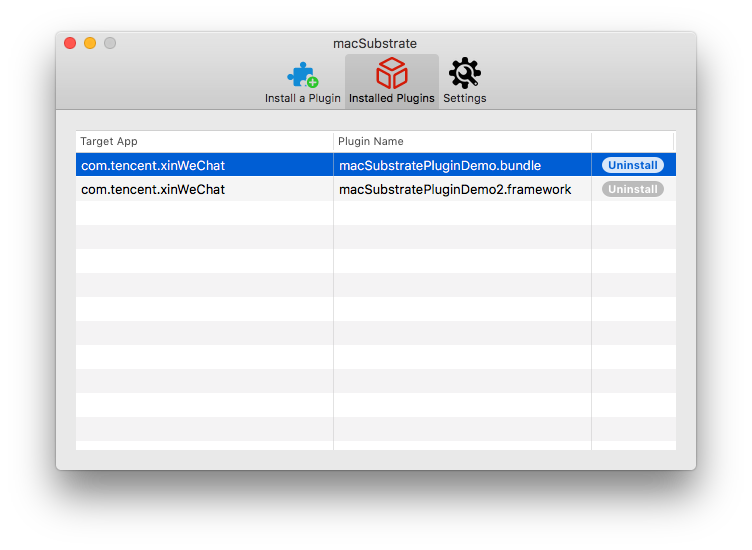 macSubstrate
Install a Plugin Installed Plugins Settings
Target App Plugin Name
com.tencent.xinWeChat macSubstratePluginDemo.bundle Uninstall
com.tencent.xinWeChat macSubstratePluginDemo2.framework Uninstall